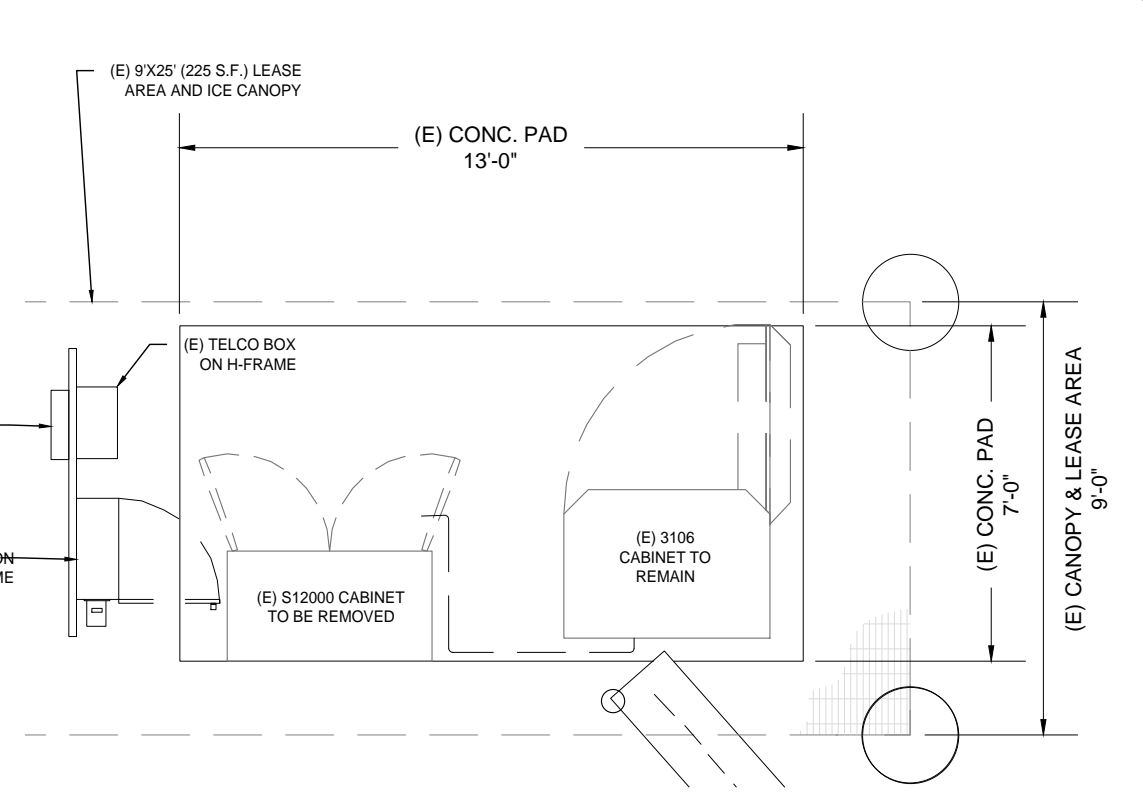 (E) 9'X25' (225 S.F.) LEASE
AREA AND ICE CANOPY
(E) CONC. PAD
13'-0"
(E) TELCO BOX
ON H-FRAME
(E) S12000 CABINET
TO BE REMOVED
(E) 3106
CABINET TO
REMAIN
(E) CONC. PAD
7'-0"
(E) CANOPY & LEASE AREA
9'-0"